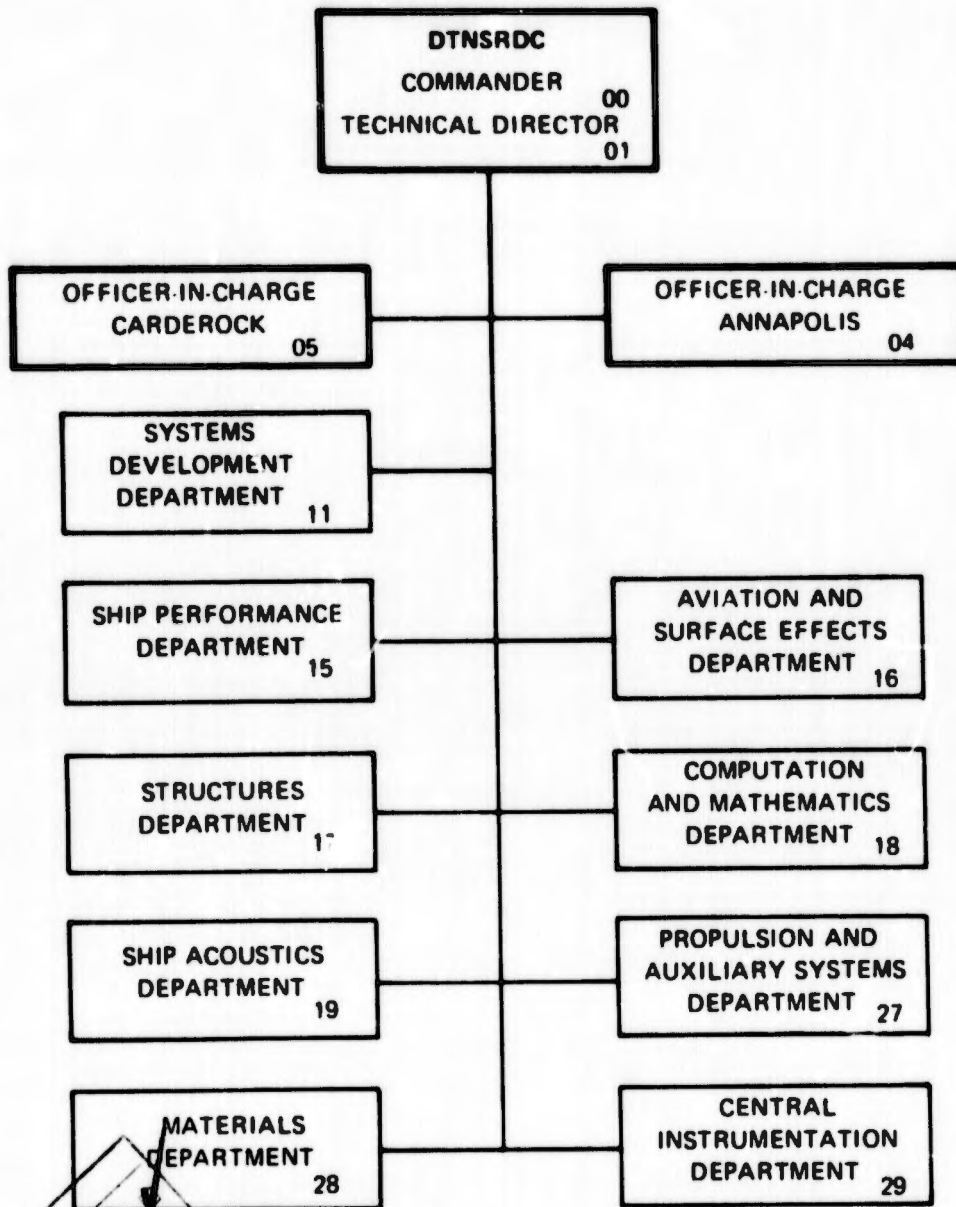 DTNSRDC
COMMANDER
00
TECHNICAL DIRECTOR
01
OFFICER-IN-CHARGE
CARDEROCK
05
OFFICER-IN-CHARGE
ANNAPOLIS
04
SYSTEMS
DEVELOPMENT
DEPARTMENT
11
SHIP PERFORMANCE
DEPARTMENT
15
AVIATION AND
SURFACE EFFECTS
DEPARTMENT
16
STRUCTURES
DEPARTMENT
COMPUTATION
AND MATHEMATICS
DEPARTMENT
18
SHIP ACOUSTICS
DEPARTMENT
19
PROPULSION AND
AUXILIARY SYSTEMS
DEPARTMENT
27
MATERIALS
DEPARTMENT
28
CENTRAL
INSTRUMENTATION
DEPARTMENT
29